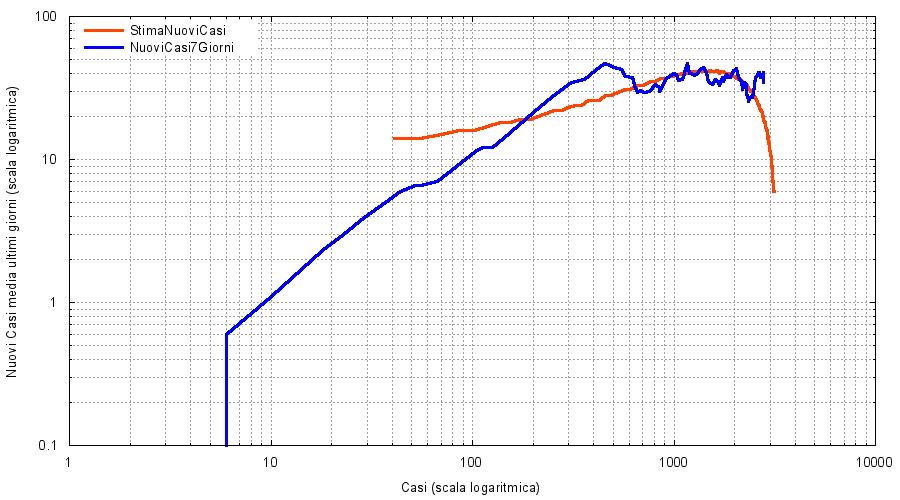 100
10
1
0.1
1
10
100
1000
10000
StimaNuoviCasi
NuoviCasi7Giorni
Nuovi Casi media ultimi giorni (scala logaritmica)
Casi (scala logaritmica)